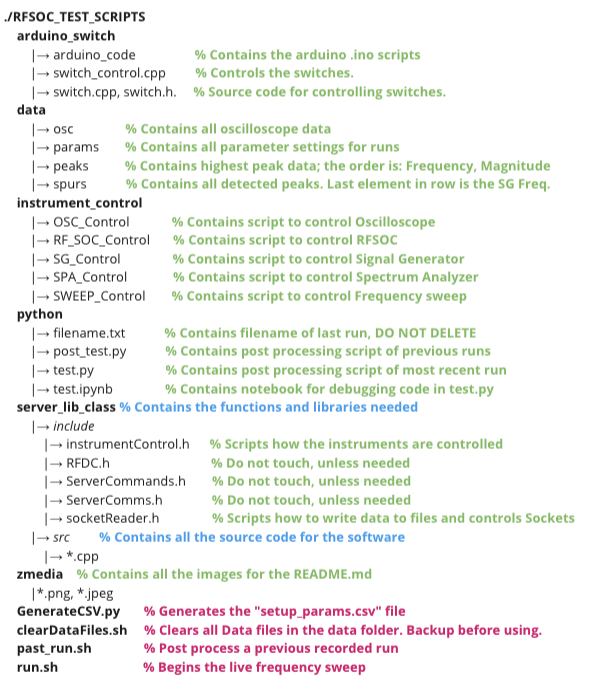 ./RFSOC_TEST_SCRIPTS
arduino_switch
|→ arduino_code % Contains the arduino .ino scripts
|→ switch_control.cpp % Controls the switches.
|→ switch.cpp, switch.h. % Source code for controlling switches.
data
|→ osc % Contains all oscilloscope data
|→ params % Contains all parameter settings for runs
|→ peaks % Contains highest peak data; the order is: Frequency, Magnitude
|→ spurs % Contains all detected peaks. Last element in row is the SG Freq.
instrument_control
|→ OSC_Control % Contains script to control Oscilloscope
|→ RF_SOC_Control % Contains script to control RFSOC
|→ SG_Control % Contains script to control Signal Generator
|→ SPA_Control % Contains script to control Spectrum Analyzer
|→ SWEEP_Control % Contains script to control Frequency sweep
python
|→ filename.txt % Contains filename of last run, DO NOT DELETE
|→ post_test.py % Contains post processing script of previous runs
|→ test.py % Contains post processing script of most recent run
|→ test.ipynb % Contains notebook for debugging code in test.py
server_lib_class % Contains the functions and libraries needed
|→ include
|→ instrumentControl.h % Scripts how the instruments are controlled
|→ RFDC.h % Do not touch, unless needed
|→ ServerCommands.h % Do not touch, unless needed
|→ ServerComms.h % Do not touch, unless needed
|→ socketReader.h % Scripts how to write data to files and controls Sockets
|→ src % Contains all the source code for the software
|→ *.cpp
zmedia % Contains all the images for the README.md
|*.png, *.jpeg
GenerateCSV.py % Generates the "setup_params.csv" file
clearDataFiles.sh % Clears all Data files in the data folder. Backup before using.
past_run.sh % Post process a previous recorded run
run.sh % Begins the live frequency sweep